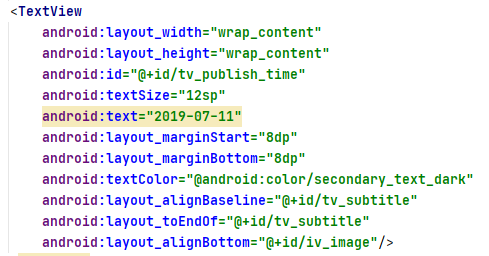 <TextView
android:layout_width="wrap_content"
android:layout_height="wrap_content"
android:id="@+id/tv_publish_time"
android:textSize="12sp"
android:text="2019-07-11"
android:layout_marginStart="8dp"
android:layout_marginBottom="8dp"
android:textColor="@android:color/secondary_text_dark"
android:layout_alignBaseline="@+id/tv_subtitle"
android:layout_toEndOf="@+id/tv_subtitle"
android:layout_alignBottom="@+id/iv_image"/>